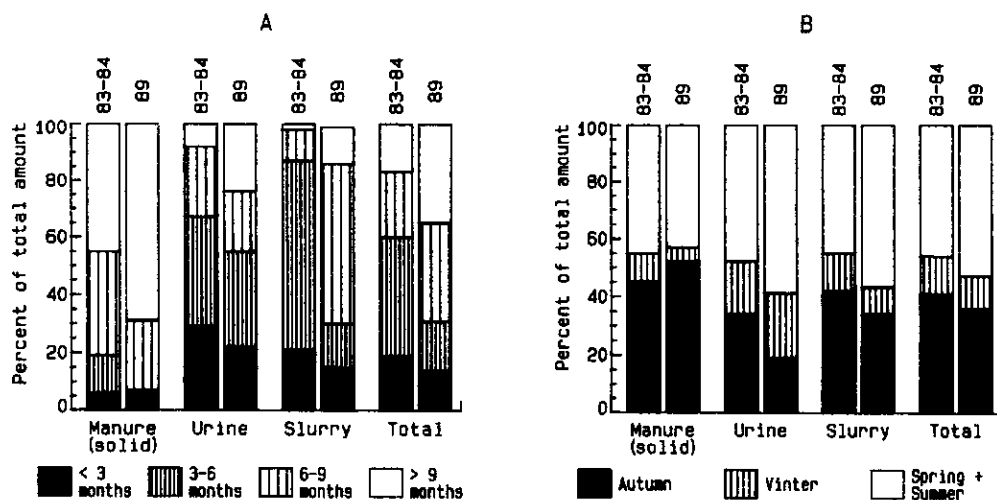 A
83-84
89
83-84
89
83-84
89
83-84
89
Percent of total amount
100
80
60
40
20
0
Manure
(solid)
Urine
Slurry
Total
< 3
months
3-6
months
6-9
months
> 9
months
B
83-84
89
83-84
89
83-84
89
83-84
89
Percent of total amount
100
80
60
40
20
0
Manure
(solid)
Urine
Slurry
Total
Autumn
Vinter
Spring +
Summer